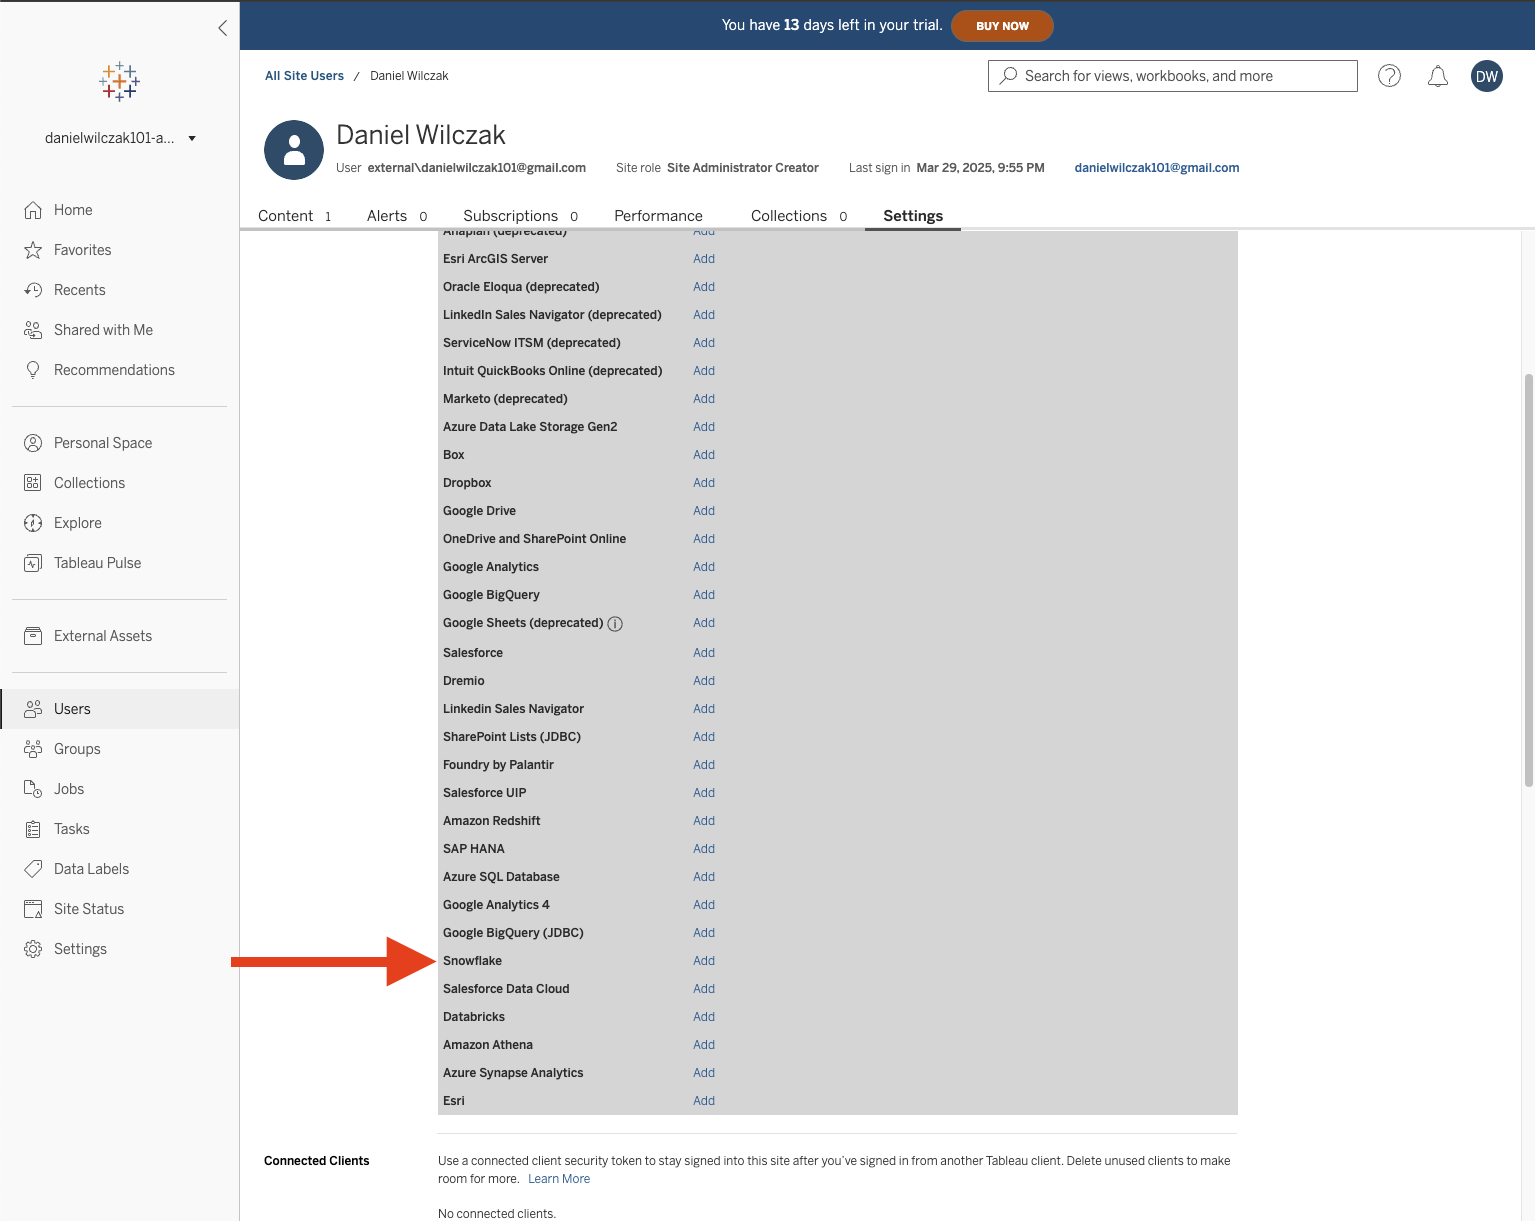 You have 13 days left in your trial. BUY NOW
danielwilczak101-a...
Home
Favorites
Recents
Shared with Me
Recommendations
Personal Space
Collections
Explore
Tableau Pulse
External Assets
Users
Groups
Jobs
Tasks
Data Labels
Site Status
Settings
All Site Users / Daniel Wilczak
Search for views, workbooks, and more
DW
Daniel Wilczak
User external\danielwilczak101@gmail.com Site role Site Administrator Creator Last sign in Mar 29, 2025, 9:55 PM danielwilczak101@gmail.com
Content 1 Alerts 0 Subscriptions 0 Performance Collections 0 Settings
Anaplan (deprecated) Add
Esri ArcGIS Server Add
Oracle Eloqua (deprecated) Add
LinkedIn Sales Navigator (deprecated) Add
ServiceNow ITSM (deprecated) Add
Intuit QuickBooks Online (deprecated) Add
Marketo (deprecated) Add
Azure Data Lake Storage Gen2 Add
Box Add
Dropbox Add
Google Drive Add
OneDrive and SharePoint Online Add
Google Analytics Add
Google BigQuery Add
Google Sheets (deprecated) Add
Salesforce Add
Dremio Add
Linkedin Sales Navigator Add
SharePoint Lists (JDBC) Add
Foundry by Palantir Add
Salesforce UIP Add
Amazon Redshift Add
SAP HANA Add
Azure SQL Database Add
Google Analytics 4 Add
Google BigQuery (JDBC) Add
Snowflake Add
Salesforce Data Cloud Add
Databricks Add
Amazon Athena Add
Azure Synapse Analytics Add
Esri Add
Connected Clients
Use a connected client security token to stay signed into this site after you've signed in from another Tableau client. Delete unused clients to make
room for more. Learn More
No connected clients.